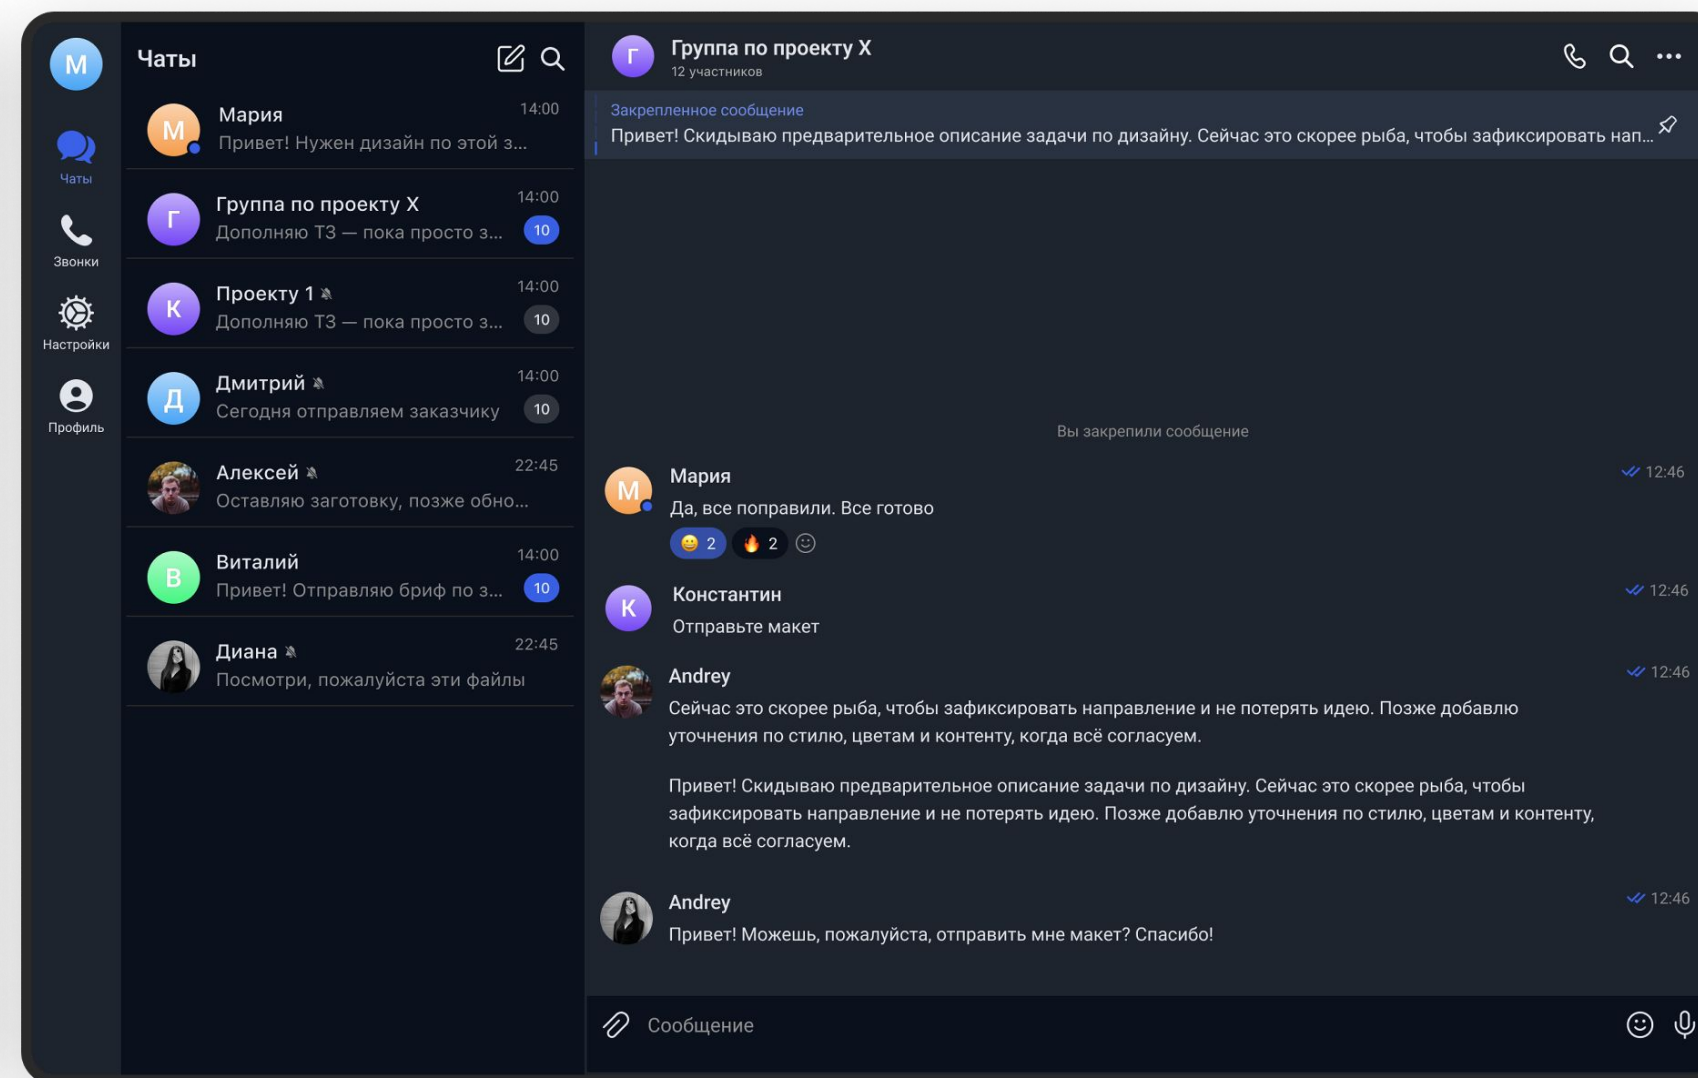 М
Чаты
Звонки
Настройки
Профиль
Чаты
М
Мария
14:00
Привет! Нужен дизайн по этой з...
Г
Группа по проекту Х
14:00
Дополняю ТЗ — пока просто з...
10
К
Проекту 1
14:00
Дополняю ТЗ — пока просто з...
10
Д
Дмитрий
14:00
Сегодня отправляем заказчику
10
Алексей
22:45
Оставляю заготовку, позже обно...
В
Виталий
14:00
Привет! Отправляю бриф по з...
10
Диана
22:45
Посмотри, пожалуйста эти файлы
Г
Группа по проекту Х
12 участников
Закрепленное сообщение
Привет! Скидываю предварительное описание задачи по дизайну. Сейчас это скорее рыба, чтобы зафиксировать нап...
Вы закрепили сообщение
М
Мария
12:46
Да, все поправили. Все готово
2
2
К
Константин
12:46
Отправьте макет
Andrey
12:46
Сейчас это скорее рыба, чтобы зафиксировать направление и не потерять идею. Позже добавлю
уточнения по стилю, цветам и контенту, когда всё согласуем.
Привет! Скидываю предварительное описание задачи по дизайну. Сейчас это скорее рыба, чтобы
зафиксировать направление и не потерять идею. Позже добавлю уточнения по стилю, цветам и контенту,
когда всё согласуем.
Andrey
12:46
Привет! Можешь, пожалуйста, отправить мне макет? Спасибо!
Сообщение